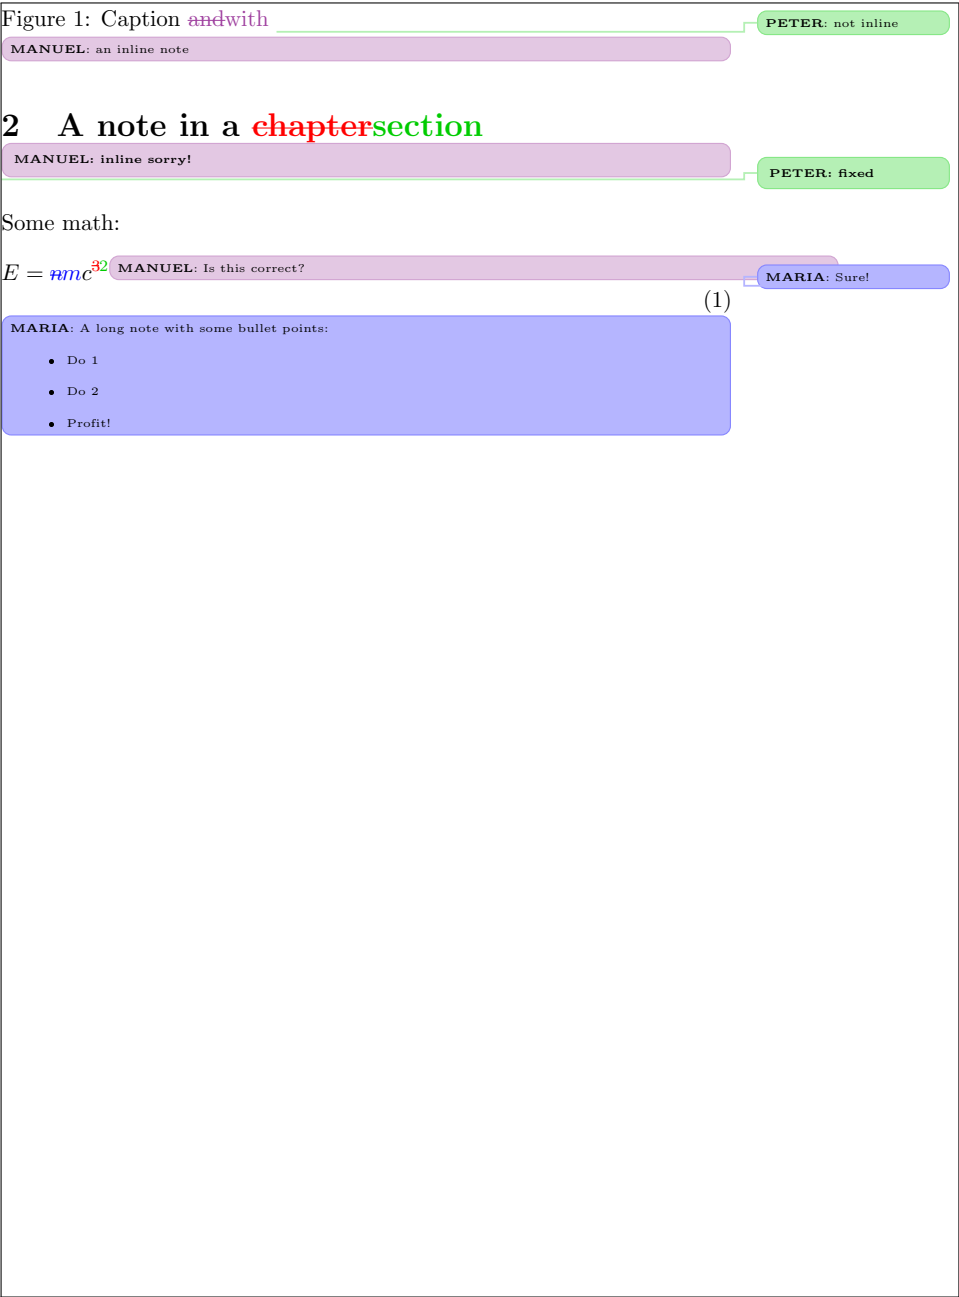 Figure 1: Caption andwith
PETER: not inline
MANUEL: an inline note
2 A note in a chaptersection
MANUEL: inline sorry!
PETER: fixed
Some math:
E = nmc³² MANUEL: Is this correct?
MARIA: Sure!
(1)
MARIA: A long note with some bullet points:
• Do 1
• Do 2
• Profit!